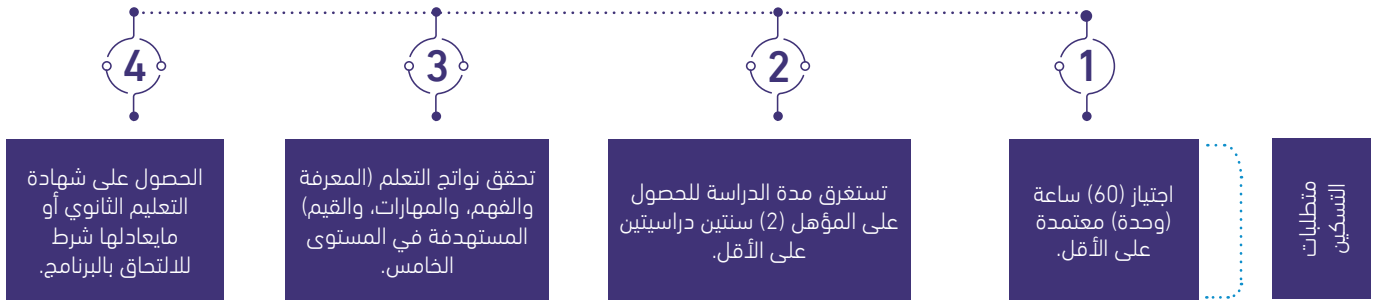 متطلبات
التسكين
1
اجتياز (60) ساعة
(وحدة) معتمدة
على الأقل.
2
تستغرق مدة الدراسة للحصول
على المؤهل (2) سنتين دراسيتين
على الأقل.
3
تحقق نواتج التعلم (المعرفة
والفهم، والمهارات، والقيم)
المستهدفة في المستوى
الخامس.
4
الحصول على شهادة
التعليم الثانوي أو
مايعادلها شرط
للالتحاق بالبرنامج.